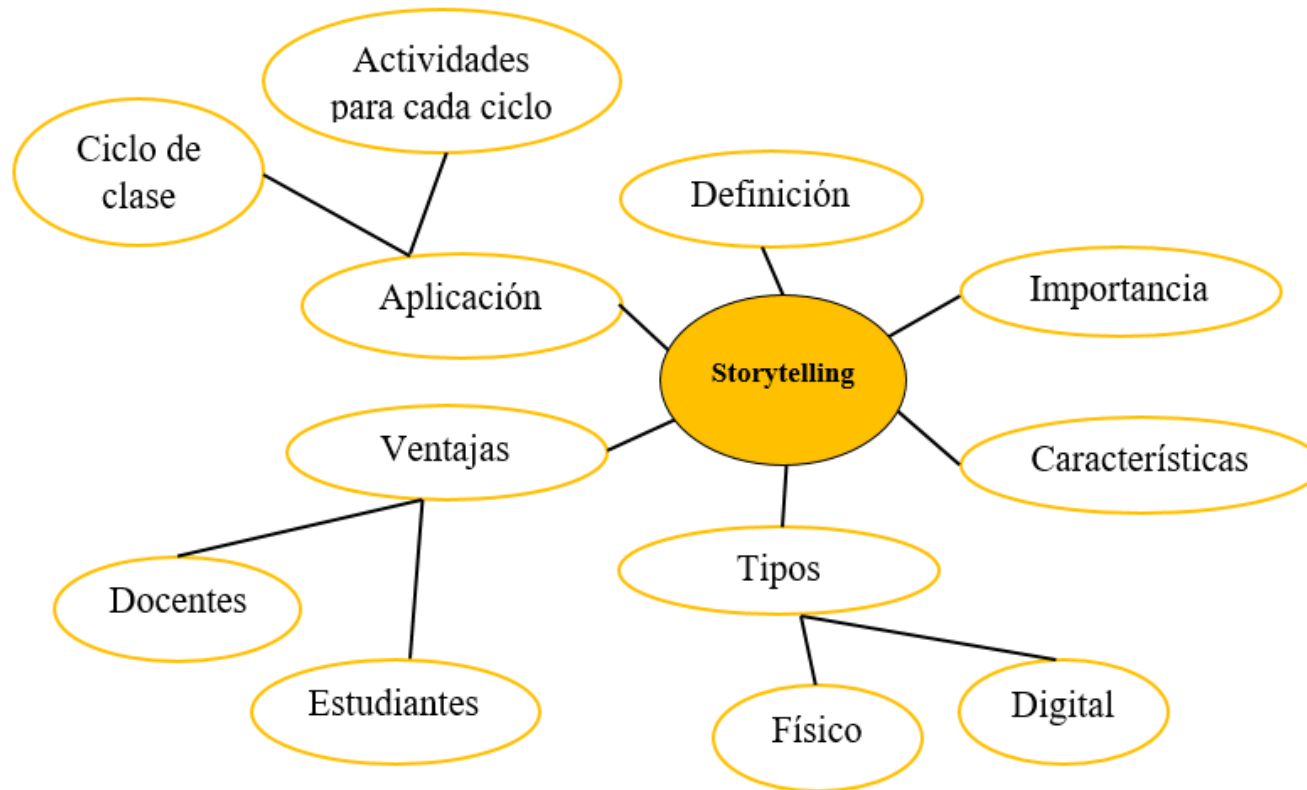 Actividades
para cada ciclo
Ciclo de
clase
Definición
Aplicación
Importancia
Storytelling
Ventajas
Características
Tipos
Docentes
Estudiantes
Digital
Físico